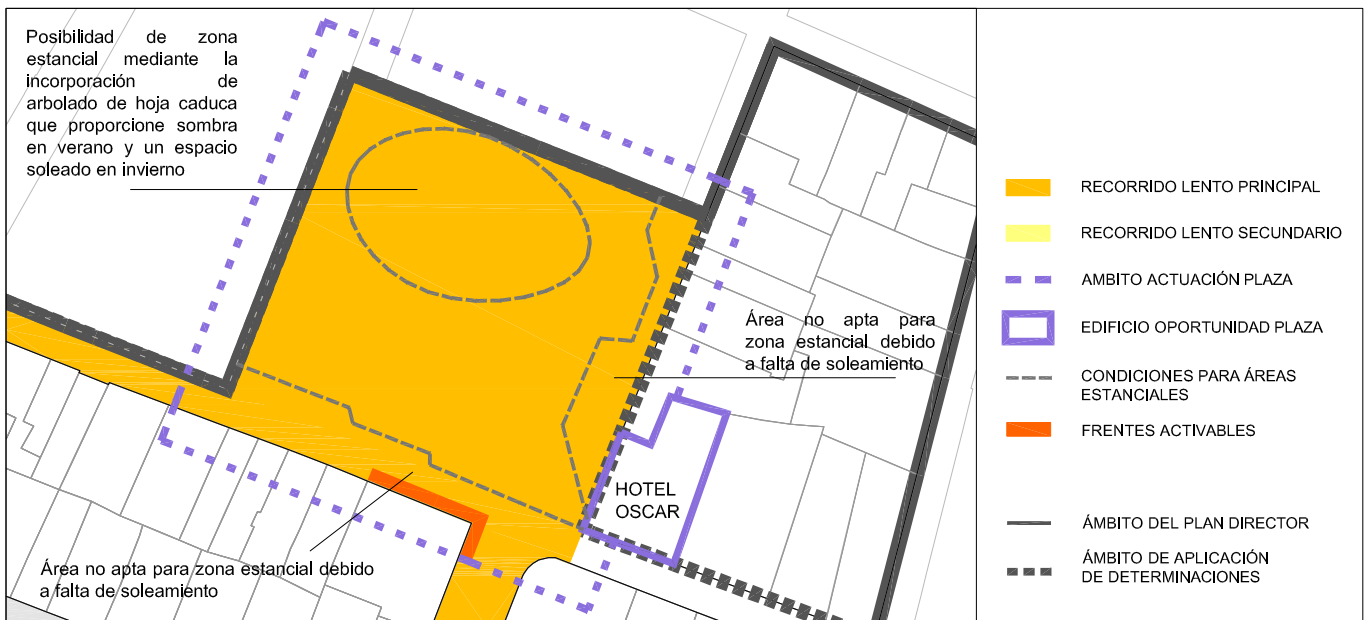 Posibilidad de zona
estancial mediante la
incorporación de
arbolado de hoja caduca
que proporcione sombra
en verano y un espacio
soleado en invierno
Área no apta para
zona estancial debido
a falta de soleamiento
HOTEL
OSCAR
Área no apta para zona estancial debido
a falta de soleamiento
RECORRIDO LENTO PRINCIPAL
RECORRIDO LENTO SECUNDARIO
AMBITO ACTUACIÓN PLAZA
EDIFICIO OPORTUNIDAD PLAZA
CONDICIONES PARA ÁREAS
ESTANCIALES
FRENTES ACTIVABLES
ÁMBITO DEL PLAN DIRECTOR
ÁMBITO DE APLICACIÓN
DE DETERMINACIONES